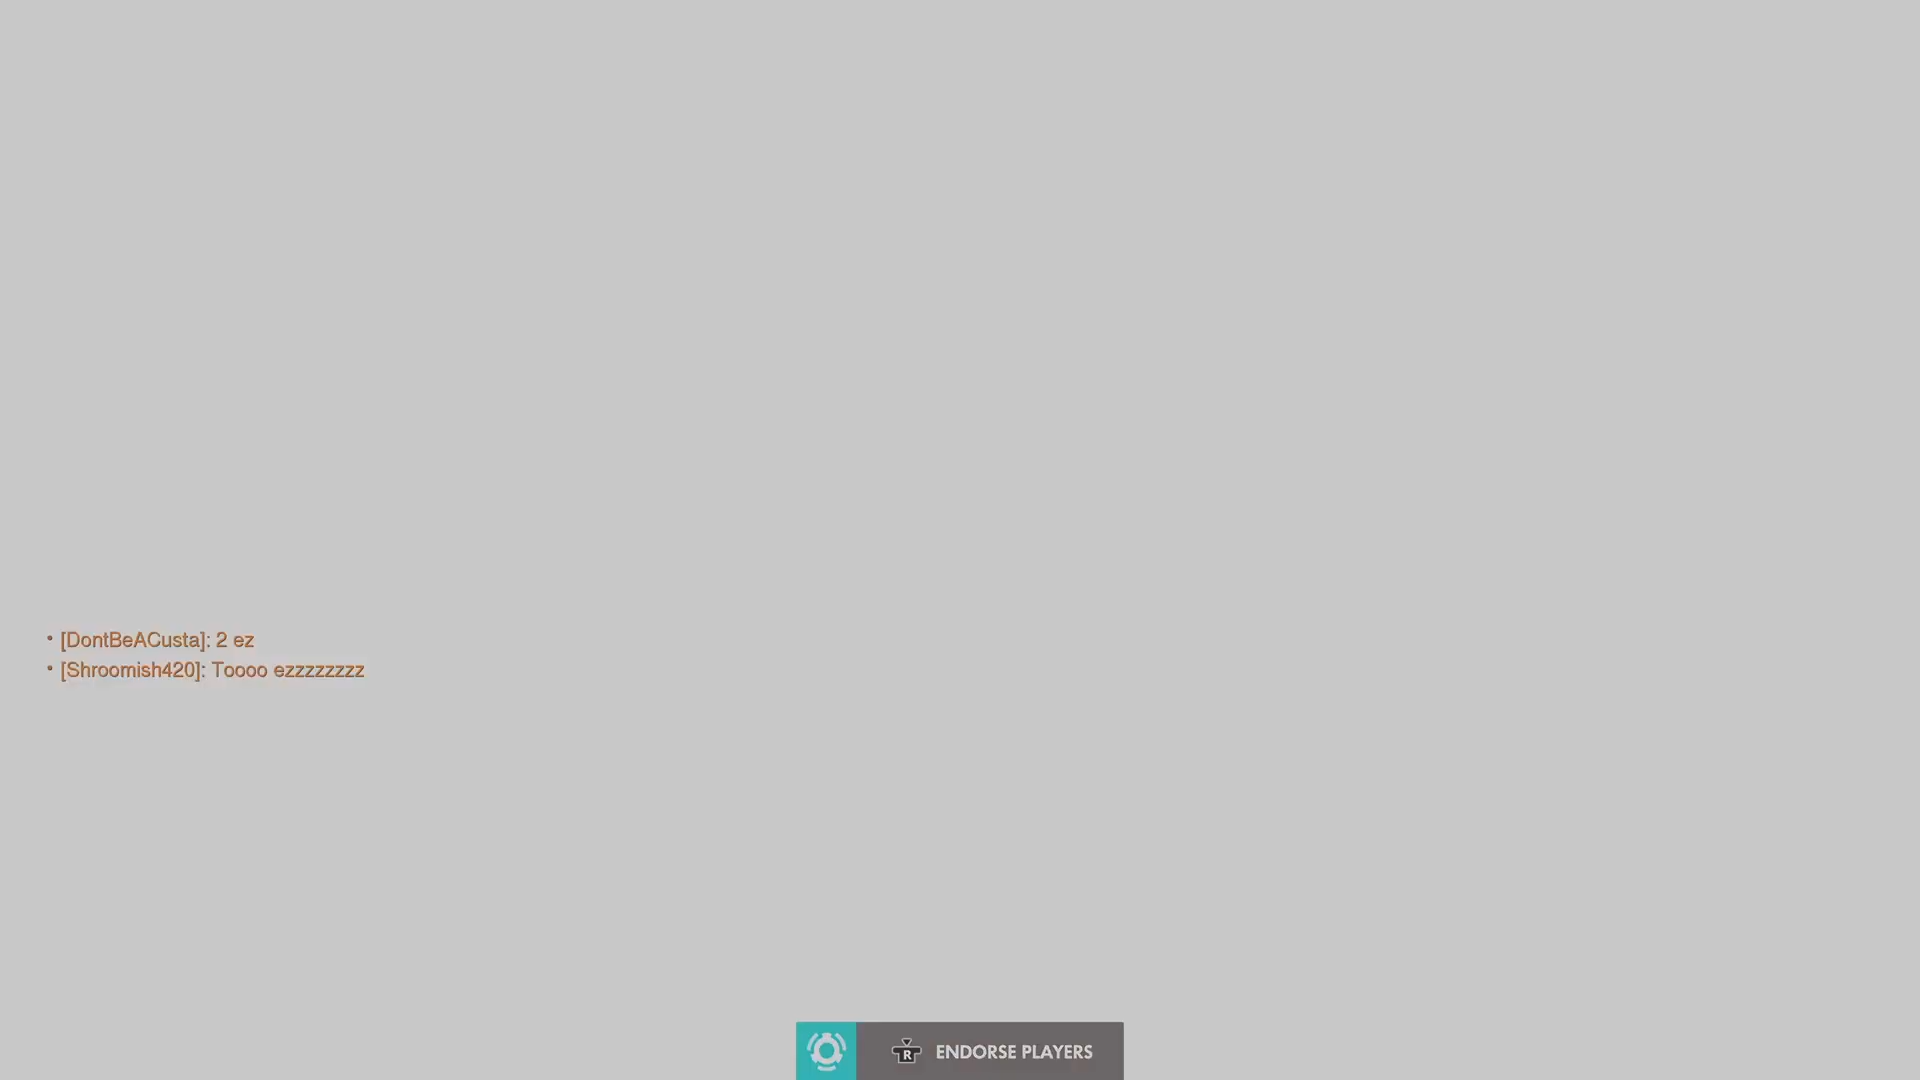 • [DontBeACusta]: 2 ez
• [Shroomish420]: Toooo ezzzzzzzz
R ENDORSE PLAYERS